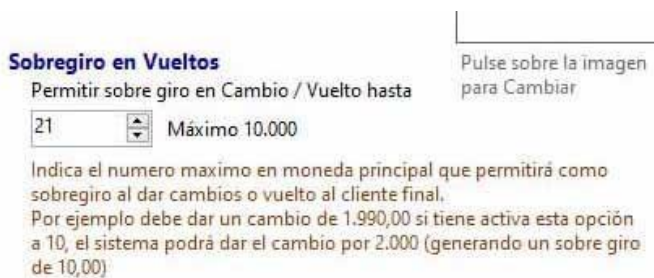 Sobregiro en Vueltos
Pulse sobre la imagen
para Cambiar
Permitir sobre giro en Cambio / Vuelto hasta
21
Máximo 10.000
Indica el numero maximo en moneda principal que permitirá como
sobregiro al dar cambios o vuelto al cliente final.
Por ejemplo debe dar un cambio de 1.990,00 si tiene activa esta opción
a 10, el sistema podrá dar el cambio por 2.000 (generando un sobre giro
de 10,00)